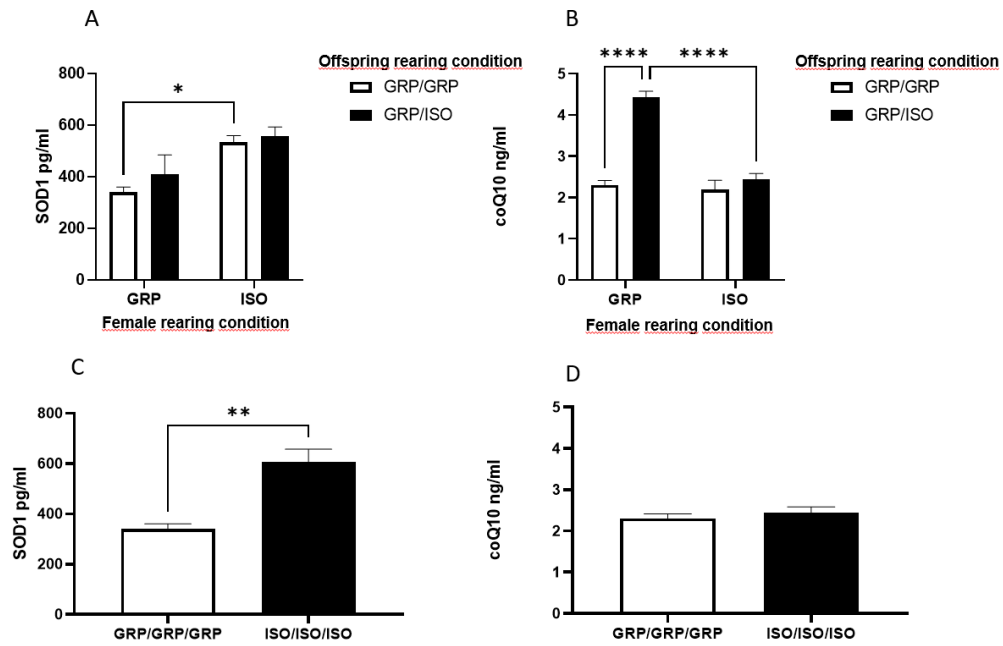 A
Offspring rearing condition
GRP/GRP
GRP/ISO
*
SOD1 pg/ml
800
600
400
200
0
GRP
ISO
Female rearing condition
B
Offspring rearing condition
GRP/GRP
GRP/ISO
**** ****
coQ10 ng/ml
5
4
3
2
1
0
GRP
ISO
Female rearing condition
C
**
SOD1 pg/ml
800
600
400
200
0
GRP/GRP/GRP
ISO/ISO/ISO
D
coQ10 ng/ml
5
4
3
2
1
0
GRP/GRP/GRP
ISO/ISO/ISO